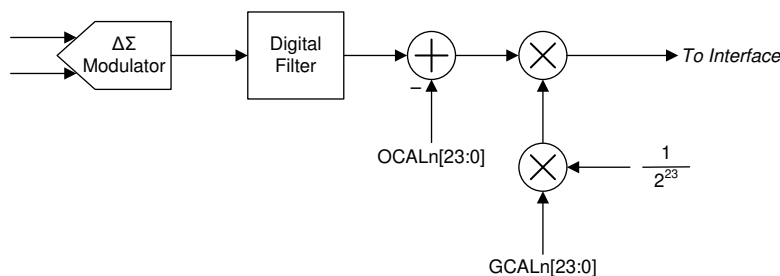 ΔΣ
Modulator
Digital
Filter
−
To Interface
OCALn[23:0]
1
2²³
GCALn[23:0]